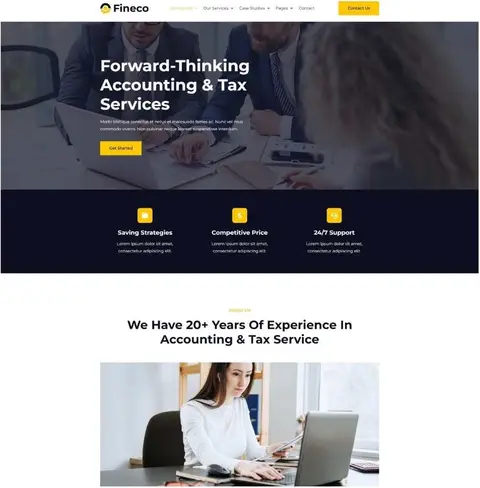 Fineco
Our Services
Case Studies
Pages
Contact
Contact Us
Forward-Thinking
Accounting & Tax
Services
Get Started
Saving Strategies
Competitive Price
24/7 Support
Lorem ipsum dolor sit amet,
consectetur adipiscing elit
Lorem ipsum dolor sit amet,
consectetur adipiscing elit
Lorem ipsum dolor sit amet,
consectetur adipiscing elit
About Us
We Have 20+ Years Of Experience In
Accounting & Tax Service